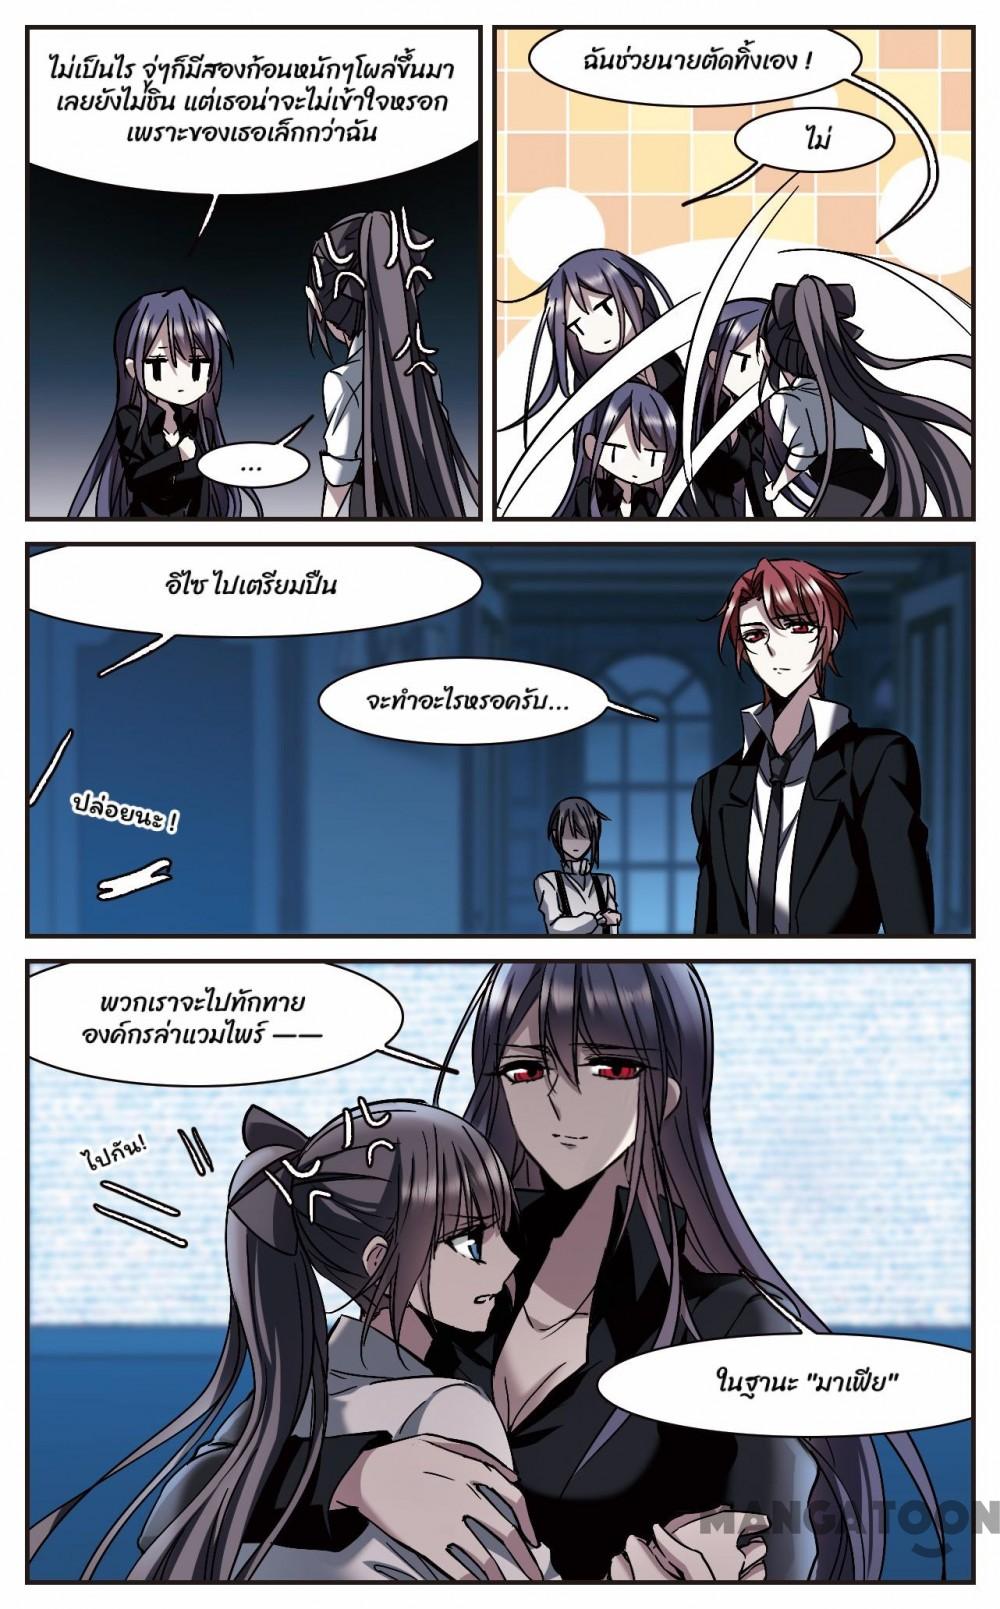 ไม่เป็นไร จู่ๆก็มีสองก้อนหนักๆโผล่ขึ้นมา
เลยยังไม่ชิน แต่เธอน่าจะไม่เข้าใจหรอก
เพราะของเธอเล็กกว่าฉัน
...
ฉันช่วยนายตัดทิ้งเอง !
ไม่
อีไซ ไปเตรียมปืน
จะทำอะไรหรอครับ...
ปล่อยนะ !
พวกเราจะไปทักทาย
องค์กรล่าแวมไพร์ ——
ไปกัน!
ในฐานะ "มาเฟีย"
MANGATOON